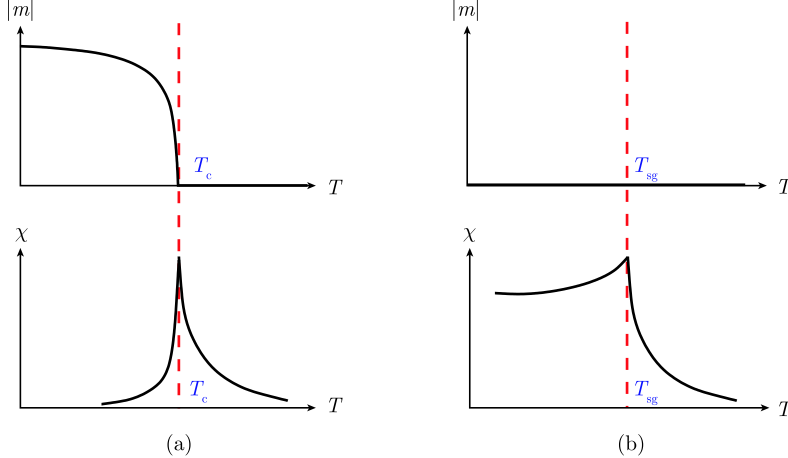 |m| |m|
T_c T_sg
T
χ χ
T_c T_sg
T
(a) (b)